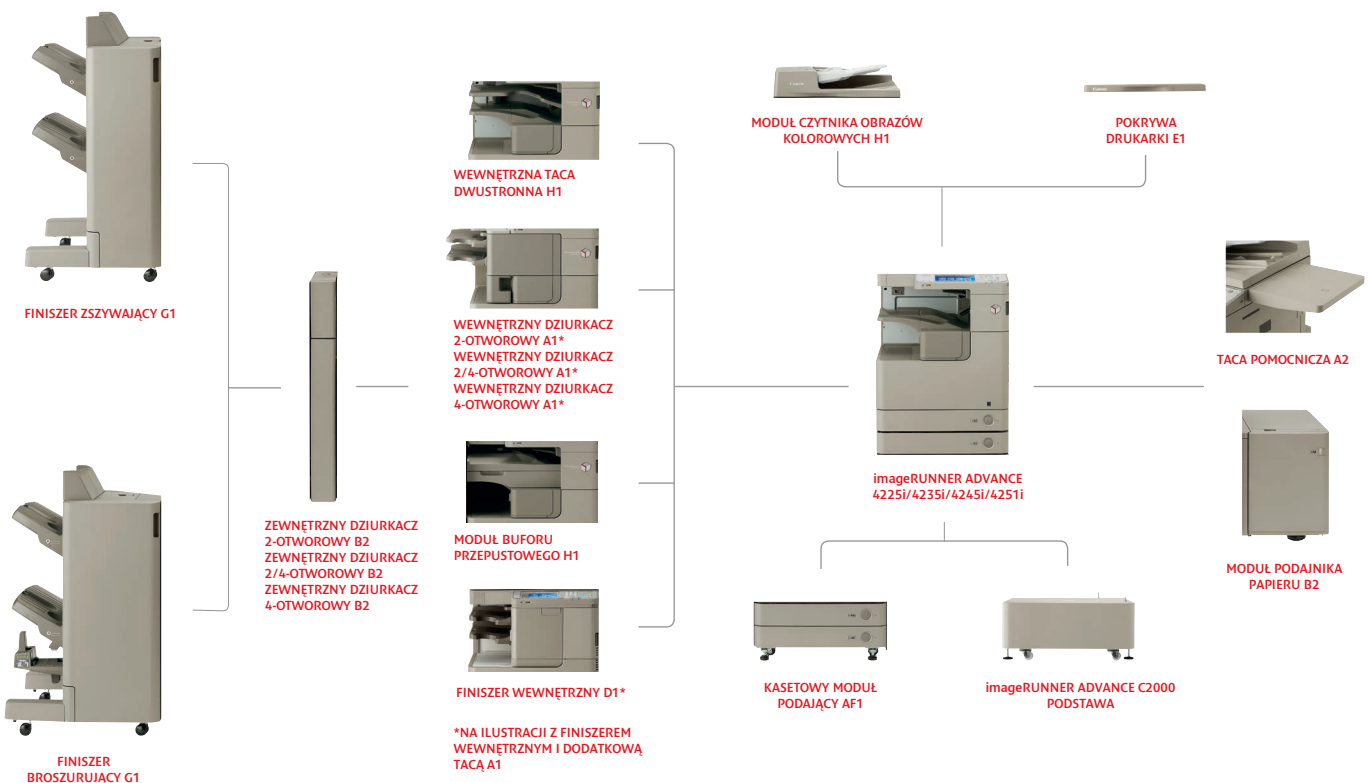 FINISZER ZSZYWAJĄCY G1
FINISZER
BROSZURUJĄCY G1
ZEWNĘTRZNY DZIURKACZ
2-OTWOROWY B2
ZEWNĘTRZNY DZIURKACZ
2/4-OTWOROWY B2
ZEWNĘTRZNY DZIURKACZ
4-OTWOROWY B2
WEWNĘTRZNA TACA
DWUSTRONNA H1
WEWNĘTRZNY DZIURKACZ
2-OTWOROWY A1*
WEWNĘTRZNY DZIURKACZ
2/4-OTWOROWY A1*
WEWNĘTRZNY DZIURKACZ
4-OTWOROWY A1*
MODUŁ BUFORU
PRZEPUSTOWEGO H1
FINISZER WEWNĘTRZNY D1*
*NA ILUSTRACJI Z FINISZEREM
WEWNĘTRZNYM I DODATKOWĄ
TACĄ A1
Canon
MODUŁ CZYTNIKA OBRAZÓW
KOLOROWYCH H1
Canon
POKRYWA
DRUKARKI E1
imageRUNNER ADVANCE
4225i/4235i/4245i/4251i
KASETOWY MODUŁ
PODAJĄCY AF1
imageRUNNER ADVANCE C2000
PODSTAWA
TACA POMOCNICZA A2
MODUŁ PODAJNIKA
PAPIERU B2